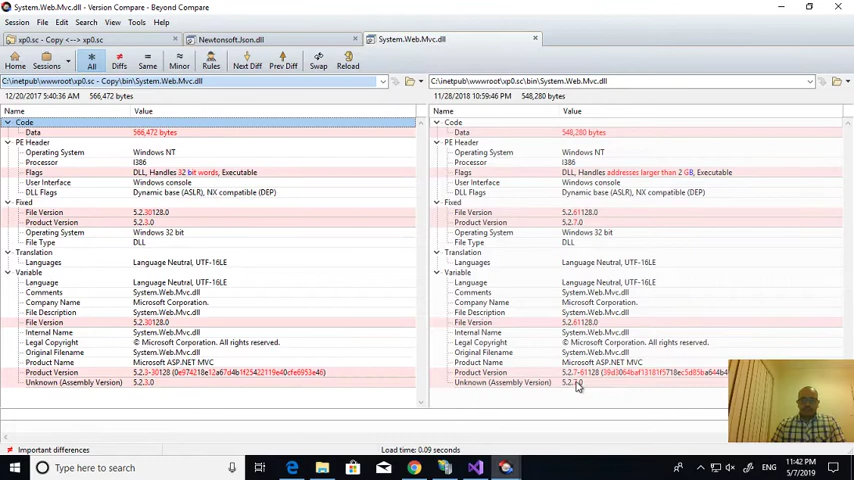 System.Web.Mvc.dll - Version Compare - Beyond Compare
Session File Edit Search View Tools Help
xp0.sc - Copy <--> xp0.sc Newtonsoft.Json.dll System.Web.Mvc.dll
Home Sessions All Diffs Same Minor Rules Next Diff Prev Diff Swap Reload
C:\inetpub\wwwroot\xp0.sc - Copy\bin\System.Web.Mvc.dll
12/20/2017 5:40:36 AM 566,472 bytes
Name Value
Code
Data 566,472 bytes
PE Header
Operating System Windows NT
Processor I386
Flags DLL, Handles 32 bit words, Executable
User Interface Windows console
DLL Flags Dynamic base (ASLR), NX compatible (DEP)
Fixed
File Version 5.2.30128.0
Product Version 5.2.3.0
Operating System Windows 32 bit
File Type DLL
Translation
Languages Language Neutral, UTF-16LE
Variable
Language Language Neutral, UTF-16LE
Comments System.Web.Mvc.dll
Company Name Microsoft Corporation.
File Description System.Web.Mvc.dll
File Version 5.2.30128.0
Internal Name System.Web.Mvc.dll
Legal Copyright © Microsoft Corporation. All rights reserved.
Original Filename System.Web.Mvc.dll
Product Name Microsoft ASP.NET MVC
Product Version 5.2.3-30128 (0e974218e12a67d4b1f25422119e40cfe6953e46)
Unknown (Assembly Version) 5.2.3.0
C:\inetpub\wwwroot\xp0.sc\bin\System.Web.Mvc.dll
11/28/2018 10:59:46 PM 548,280 bytes
Name Value
Code
Data 548,280 bytes
PE Header
Operating System Windows NT
Processor I386
Flags DLL, Handles addresses larger than 2 GB, Executable
User Interface Windows console
DLL Flags Dynamic base (ASLR), NX compatible (DEP)
Fixed
File Version 5.2.61128.0
Product Version 5.2.7.0
Operating System Windows 32 bit
File Type DLL
Translation
Languages Language Neutral, UTF-16LE
Variable
Language Language Neutral, UTF-16LE
Comments System.Web.Mvc.dll
Company Name Microsoft Corporation.
File Description System.Web.Mvc.dll
File Version 5.2.61128.0
Internal Name System.Web.Mvc.dll
Legal Copyright © Microsoft Corporation. All rights reserved.
Original Filename System.Web.Mvc.dll
Product Name Microsoft ASP.NET MVC
Product Version 5.2.7-61128
Unknown (Assembly Version)
Important differences Load time: 0.09 seconds
Type here to search
ENG
11:42 PM
5/7/2019